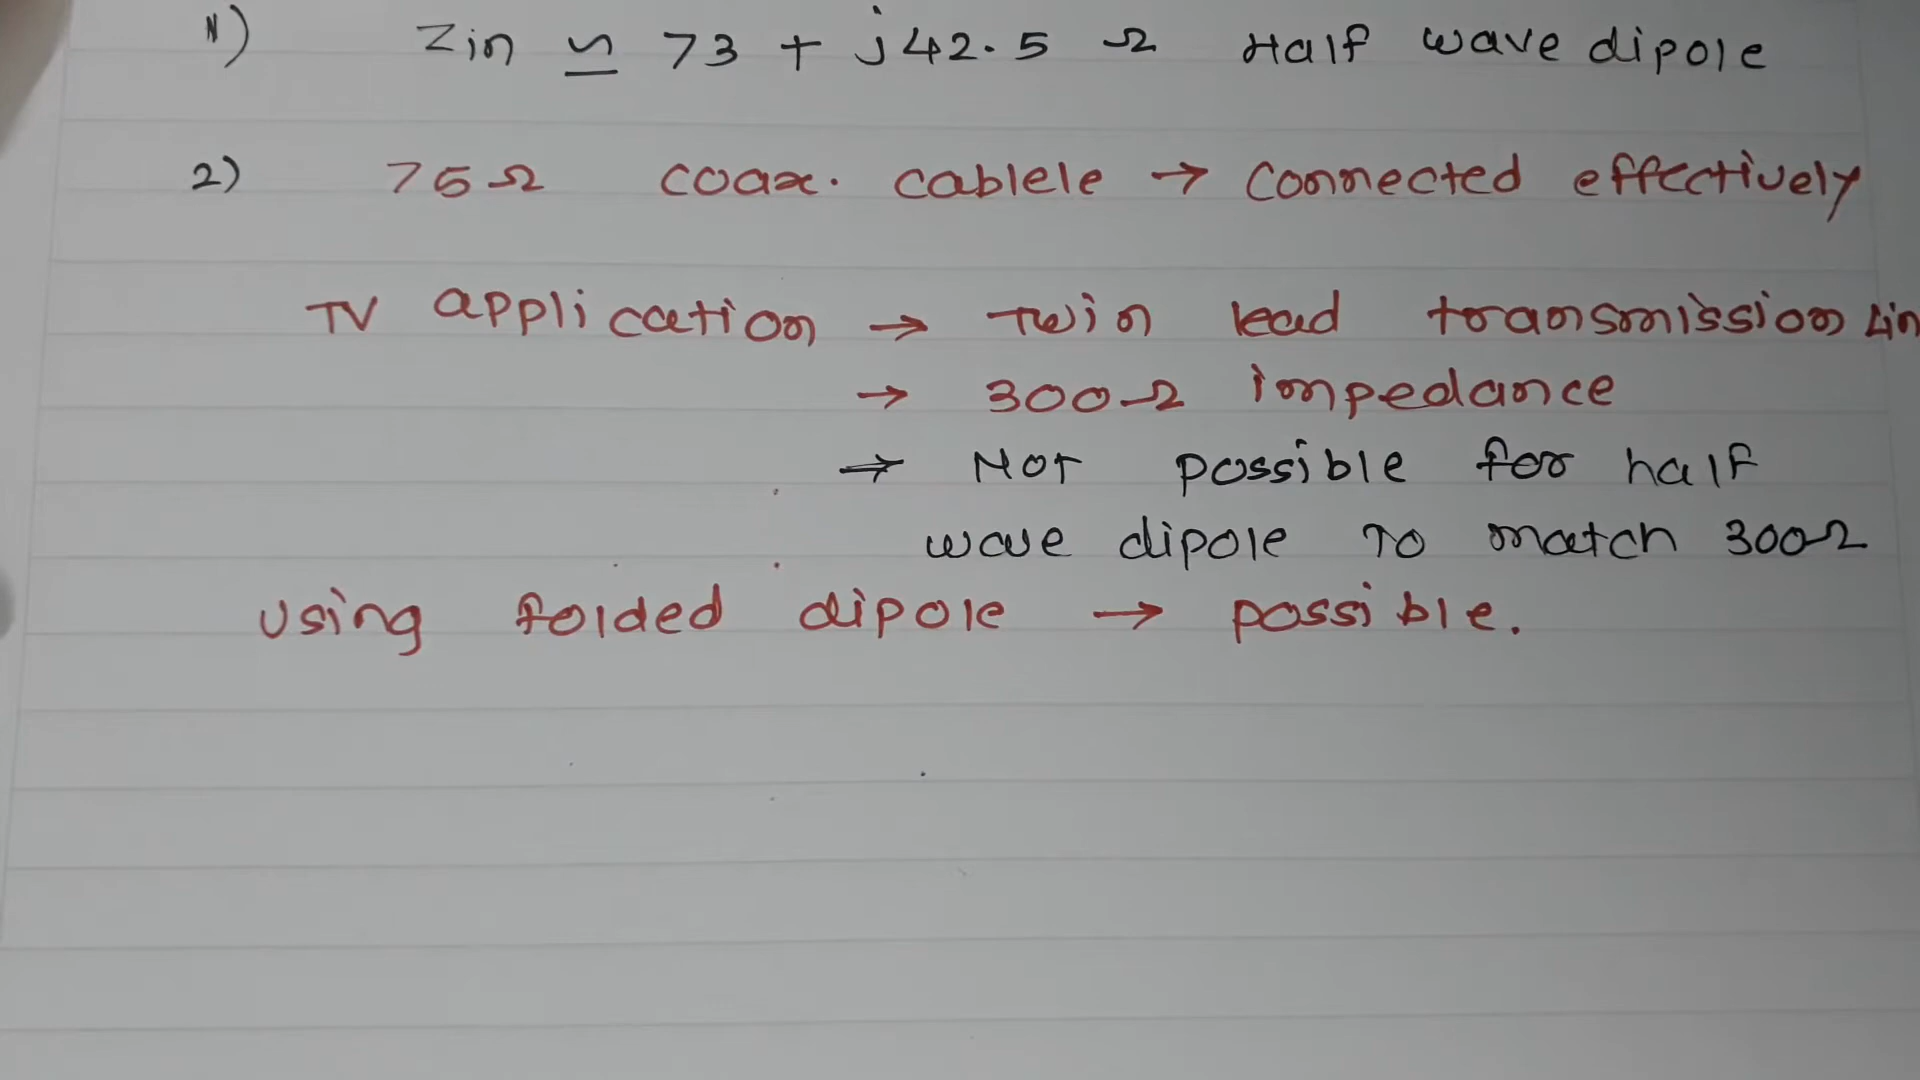 1) Zin ≃ 73 + j42.5 Ω Half wave dipole
2) 75Ω coax. cablele → Connected effectively
TV application → Twin lead transmission Lin
→ 300Ω impedance
→ Not possible for half
wave dipole To match 300Ω
Using folded dipole → possible.